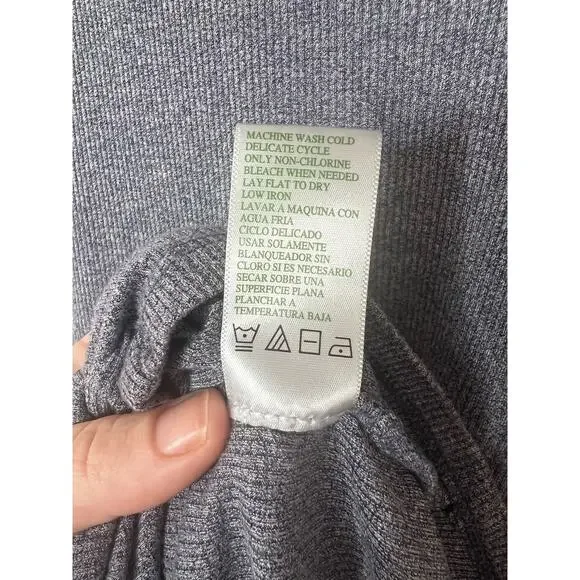 MACHINE WASH COLD
DELICATE CYCLE
ONLY NON-CHLORINE
BLEACH WHEN NEEDED
LAY FLAT TO DRY
LOW IRON
LAVAR A MAQUINA CON
AGUA FRIA
CICLO DELICADO
USAR SOLAMENTE
BLANQUEADOR SIN
CLORO SI ES NECESARIO
SECAR SOBRE UNA
SUPERFICIE PLANA
PLANCHAR A
TEMPERATURA BAJA